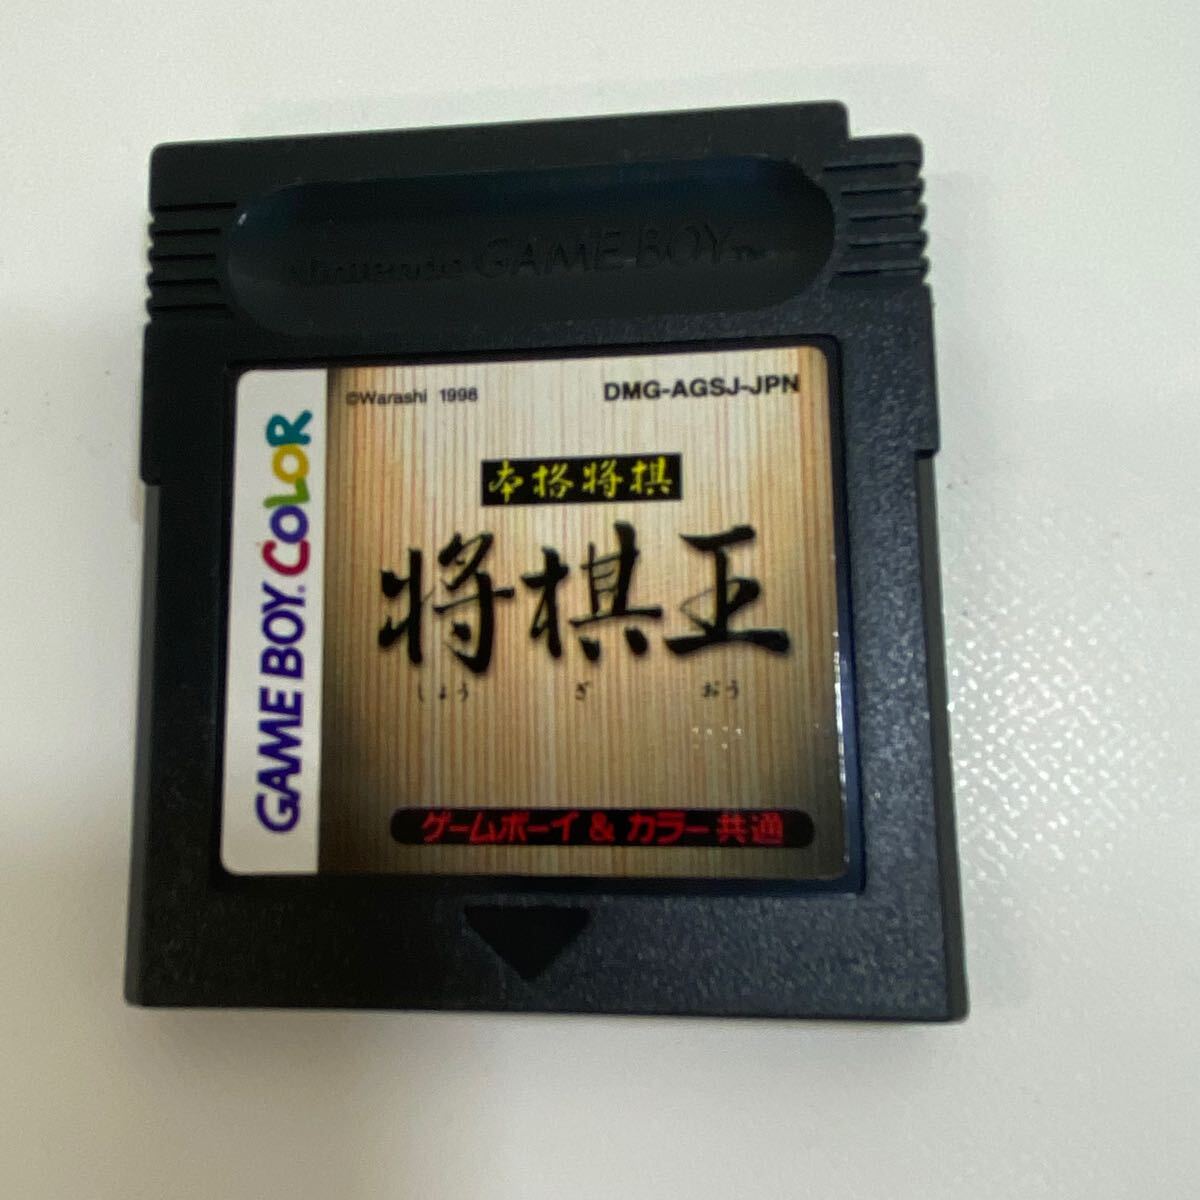 Nintendo GAME BOY TM
©Warashi 1998
DMG-AGSJ-JPN
GAME BOY COLOR
本格将棋
将棋王
しょう ぎ おう
ゲームボーイ & カラー共通